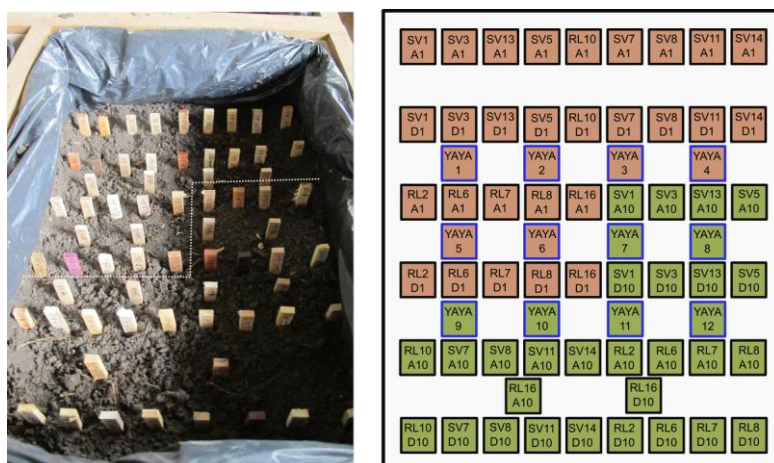 SV1 SV3 SV13 SV5 RL10 SV7 SV8 SV11 SV14
A1 A1 A1 A1 A1 A1 A1 A1 A1
SV1 SV3 SV13 SV5 RL10 SV7 SV8 SV11 SV14
D1 D1 D1 D1 D1 D1 D1 D1 D1
YAYA YAYA YAYA YAYA
1 2 3 4
RL2 RL6 RL7 RL8 RL16 SV1 SV3 SV13 SV5
A1 A1 A1 A1 A1 A10 A10 A10 A10
YAYA YAYA YAYA YAYA
5 6 7 8
RL2 RL6 RL7 RL8 RL16 SV1 SV3 SV13 SV5
D1 D1 D1 D1 D1 D10 D10 D10 D10
YAYA YAYA YAYA YAYA
9 10 11 12
RL10 SV7 SV8 SV11 SV14 RL2 RL6 RL7 RL8
A10 A10 A10 A10 A10 A10 A10 A10 A10
RL16 RL16
A10 D10
RL10 SV7 SV8 SV11 SV14 RL2 RL6 RL7 RL8
D10 D10 D10 D10 D10 D10 D10 D10 D10